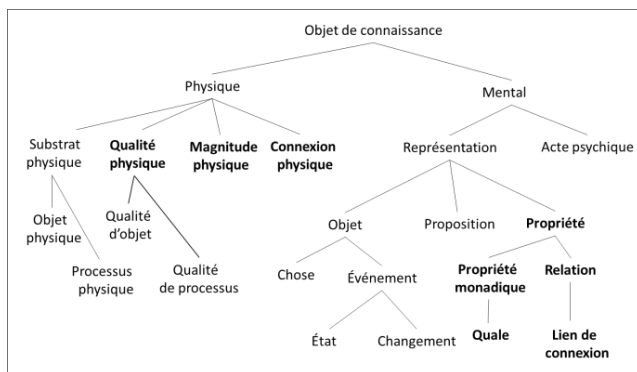 Objet de connaissance
Physique
Mental
Substrat
physique
Qualité
physique
Magnitude
physique
Connexion
physique
Représentation
Acte psychique
Objet
physique
Qualité
d'objet
Objet
Proposition
Propriété
Processus
physique
Qualité
de processus
Chose
Événement
Propriété
monadique
Relation
État
Changement
Quale
Lien de
connexion